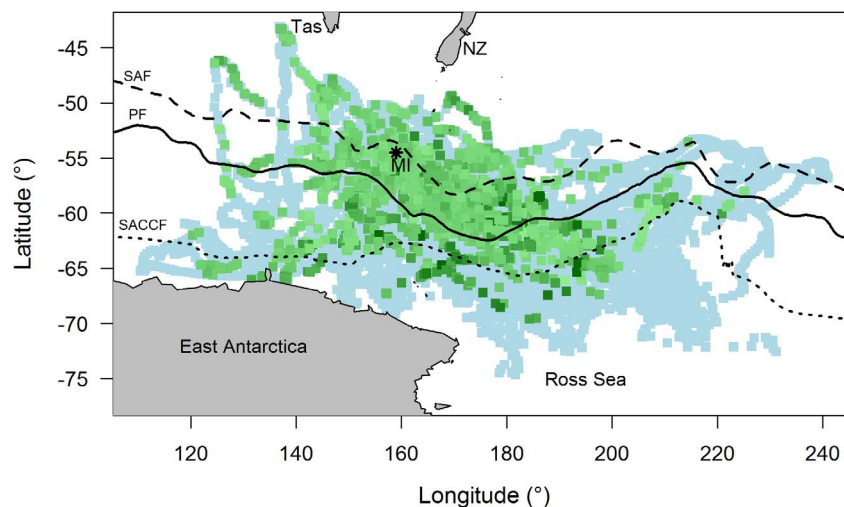 Tas
NZ
-45
-50
-55
-60
-65
-70
-75
Latitude (°)
SAF
PF
MI
SACCF
East Antarctica
Ross Sea
120
140
160
180
200
220
240
Longitude (°)